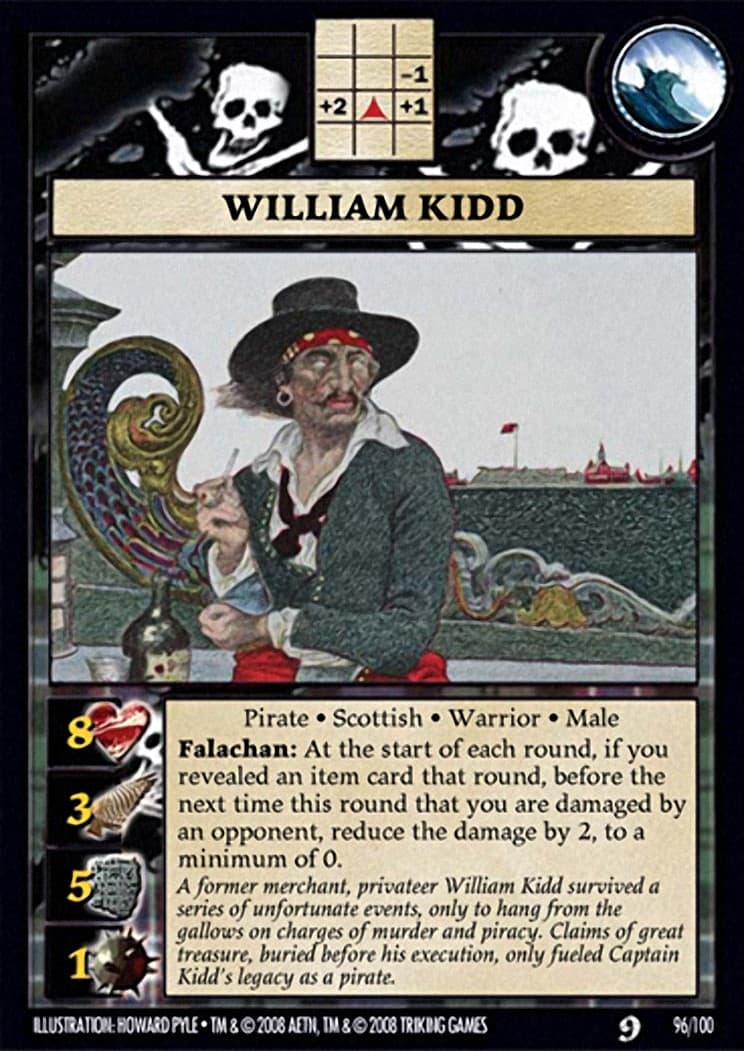 -1
+2 +1
WILLIAM KIDD
8
3
5
1
Pirate • Scottish • Warrior • Male
Falachan: At the start of each round, if you
revealed an item card that round, before the
next time this round that you are damaged by
an opponent, reduce the damage by 2, to a
minimum of 0.
A former merchant, privateer William Kidd survived a
series of unfortunate events, only to hang from the
gallows on charges of murder and piracy. Claims of great
treasure, buried before his execution, only fueled Captain
Kidd's legacy as a pirate.
ILLUSTRATION: HOWARD PYLE • TM & © 2008 AETN, TM & © 2008 TRIKING GAMES
9 96/100